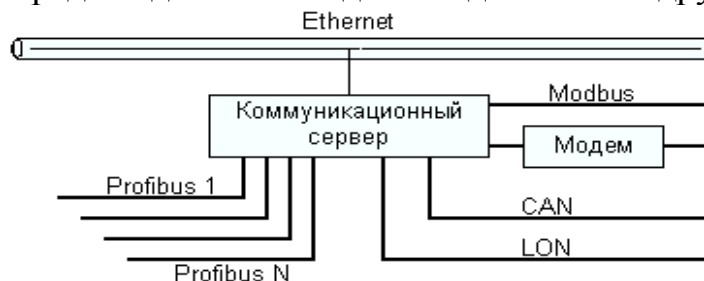 Ethernet
Коммуникационный
сервер
Modbus
Модем
Profibus 1
CAN
LON
Profibus N